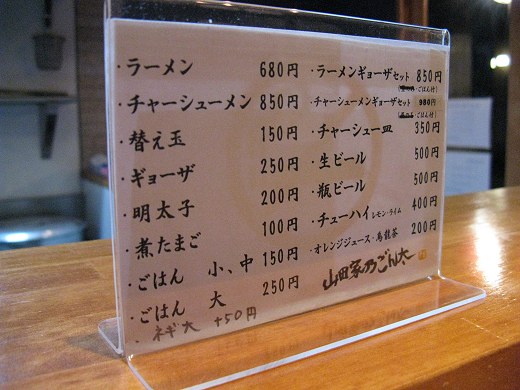 ・ラーメン 680円
・チャーシューメン 850円
・替え玉 150円
・ギョーザ 250円
・明太子 200円
・煮たまご 100円
・ごはん 小、中 150円
・ごはん 大 250円
・ネギ大 +50円
・ラーメンギョーザセット 850円
・ごはん付)
・チャーシューメンギョーザセット 980円
・ごはん付)
・チャーシュー皿 350円
・生ビール 500円
・瓶ビール 500円
・チューハイ レモン・ライム 400円
・オレンジジュース・烏龍茶 200円
山田家乃ごん太